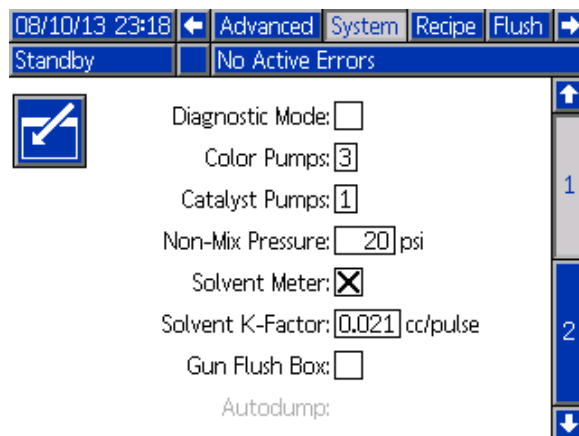 08/10/13 23:18 Advanced System Recipe Flush
Standby No Active Errors
Diagnostic Mode:
Color Pumps: 3
1
Catalyst Pumps: 1
Non-Mix Pressure: 20 psi
Solvent Meter:
Solvent K-Factor: 0.021 cc/pulse
2
Gun Flush Box:
Autodump: